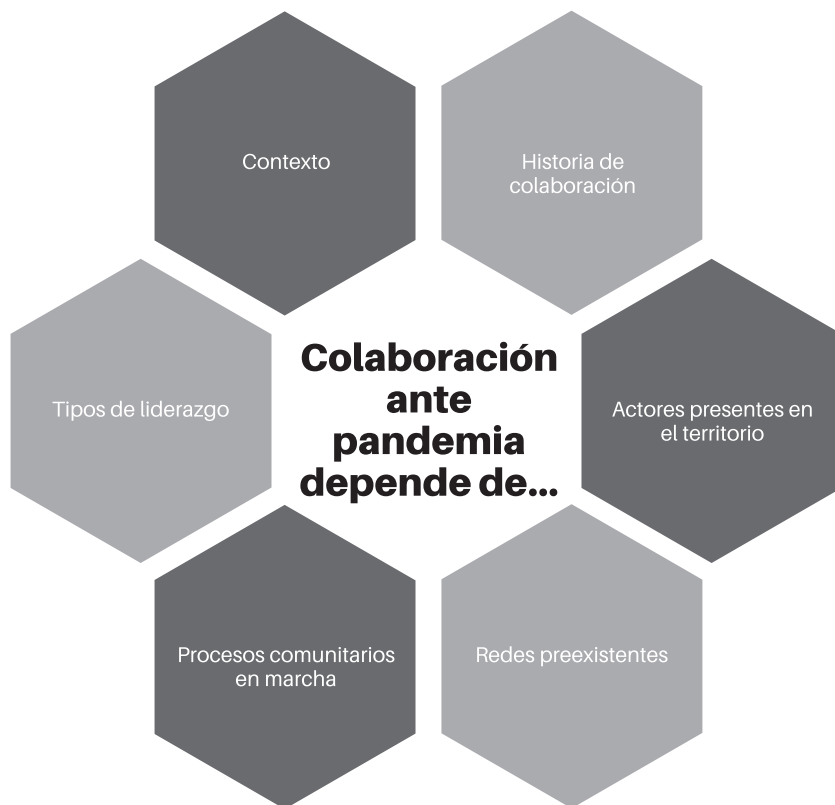 Contexto
Historia de
colaboración
Tipos de liderazgo
Colaboración
ante
pandemia
depende de...
Actores presentes en
el territorio
Procesos comunitarios
en marcha
Redes preexistentes